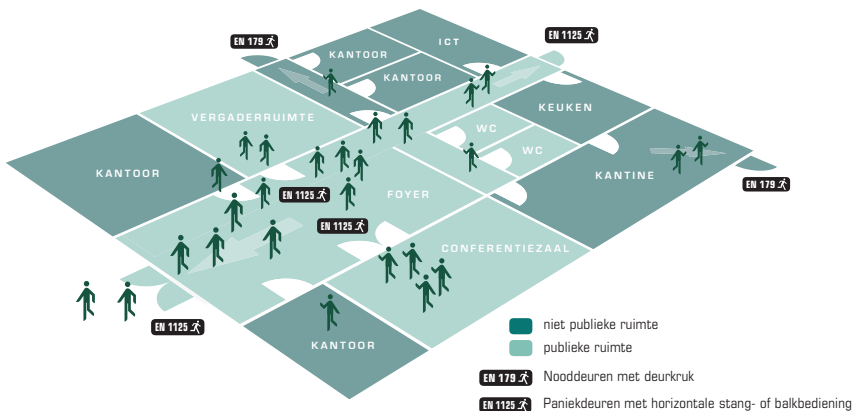 EN 179
EN 1125
ICT
KANTOOR
KANTOOR
KEUKEN
VERGADERRUIMTE
WC
WC
KANTOOR
KANTINE
EN 179
EN 1125
FOYER
EN 1125
CONFERENTIEZAAL
EN 1125
KANTOOR
niet publieke ruimte
publieke ruimte
EN 179 Nooddeuren met deurkruk
EN 1125 Paniekdeuren met horizontale stang- of balkbediening